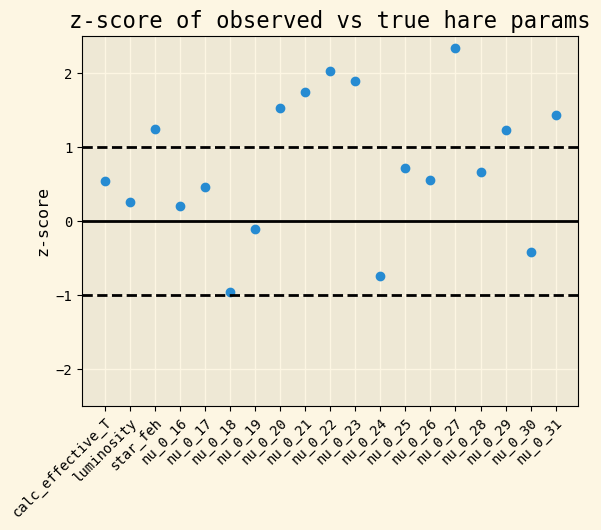 z-score of observed vs true hare params
z-score
2
1
0
−1
−2
calc_effective_T
luminosity
star_feh
nu_0_16
nu_0_17
nu_0_18
nu_0_19
nu_0_20
nu_0_21
nu_0_22
nu_0_23
nu_0_24
nu_0_25
nu_0_26
nu_0_27
nu_0_28
nu_0_29
nu_0_30
nu_0_31